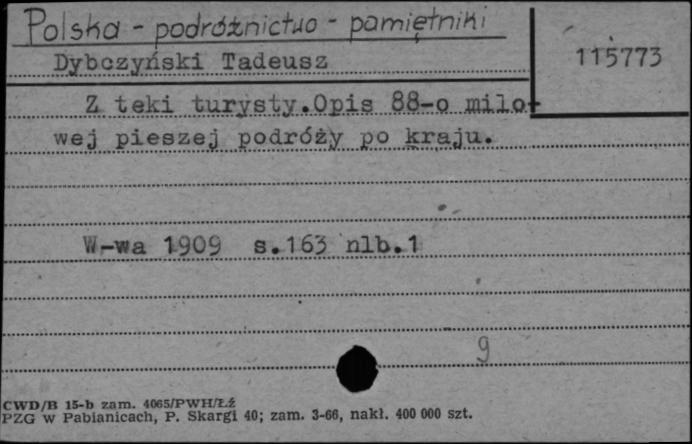 Polska - podróżnictwo - pamiętniki
115773
Dybczyński Tadeusz
Z teki turysty.Opis 88-o milo-
wej pieszej podróży po kraju.
W-wa 1909 s.163 nlb.1
9
CWD/B 15-b zam. 4065/PWH/Łź
PZG w Pabianicach, P. Skargi 40; zam. 3-66, nakł. 400 000 szt.